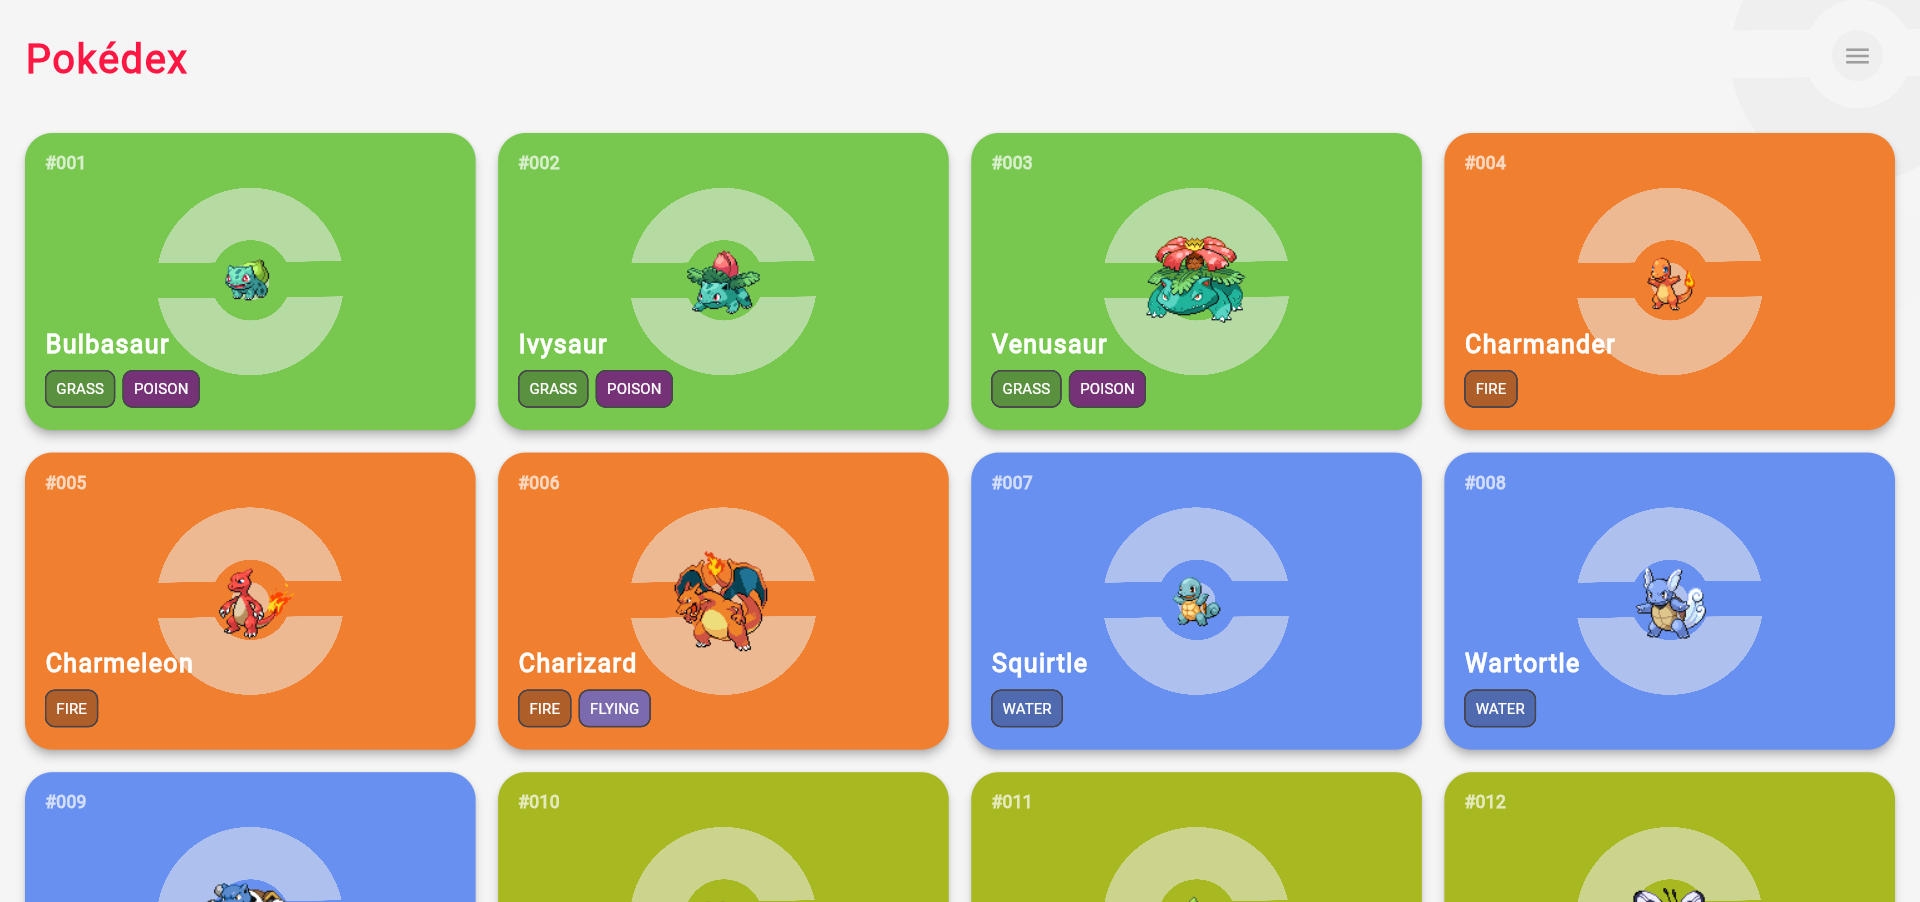 Pokédex
#001
#002
#003
#004
Bulbasaur
Ivysaur
Venusaur
Charmander
GRASS POISON
GRASS POISON
GRASS POISON
FIRE
#005
#006
#007
#008
Charmeleon
Charizard
Squirtle
Wartortle
FIRE
FIRE FLYING
WATER
WATER
#009
#010
#011
#012